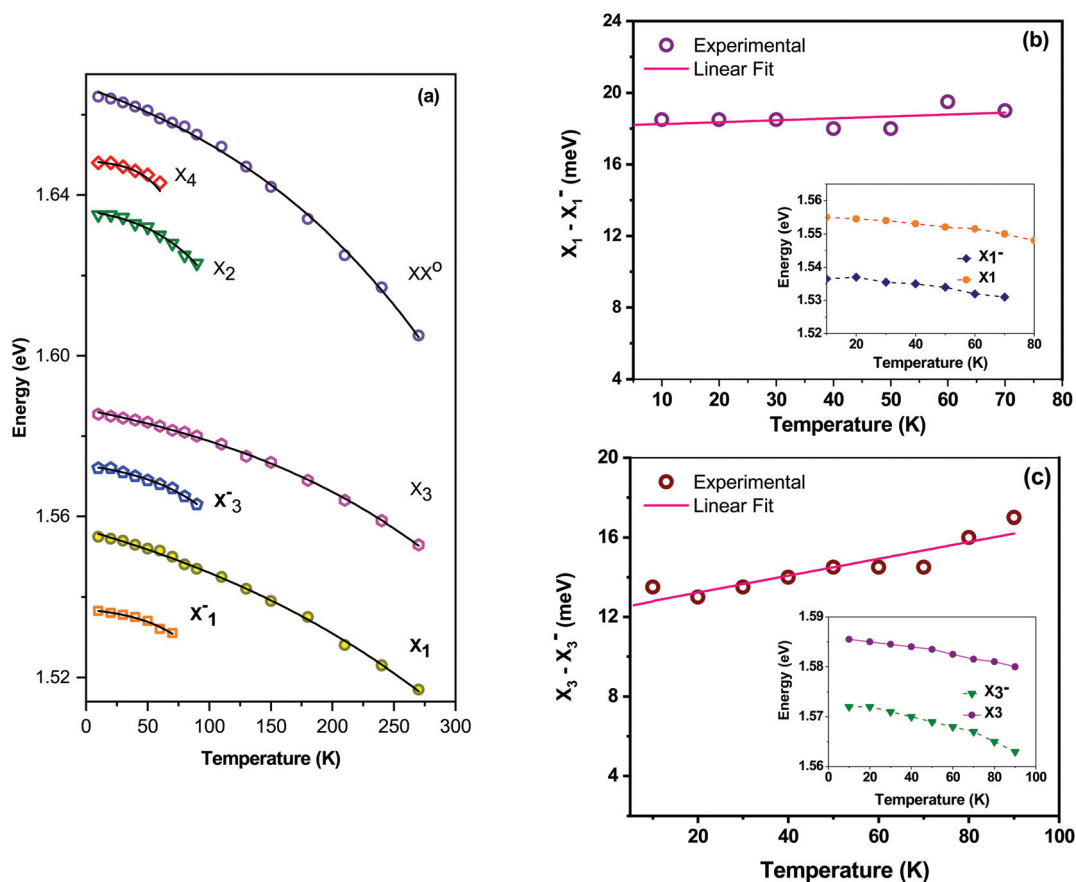 (a)
1.64
1.60
1.56
1.52
Energy (eV)
X4
X2
XX⁰
X3
X⁻3
X⁻1
X1
0 50 100 150 200 250 300
Temperature (K)
(b)
Experimental
Linear Fit
24
20
16
12
8
4
X1 - X1⁻ (meV)
10 20 30 40 50 60 70 80
Temperature (K)
1.56
1.55
1.54
1.53
1.52
Energy (eV)
X1⁻
X1
20 40 60 80
Temperature (K)
(c)
Experimental
Linear Fit
20
16
12
8
4
X3 - X3⁻ (meV)
20 40 60 80 100
Temperature (K)
1.59
1.58
1.57
1.56
Energy (eV)
X3⁻
X3
0 20 40 60 80 100
Temperature (K)